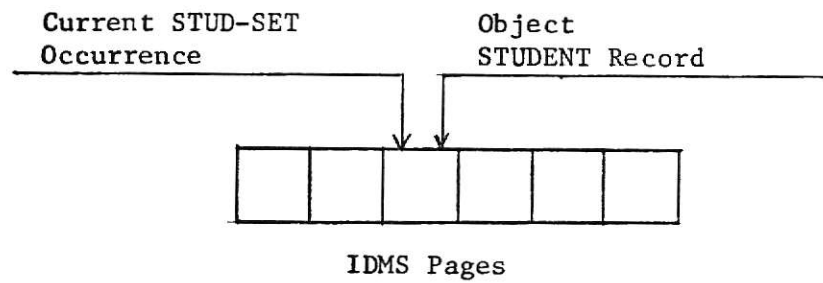 Current STUD-SET
Occurrence
Object
STUDENT Record
IDMS Pages